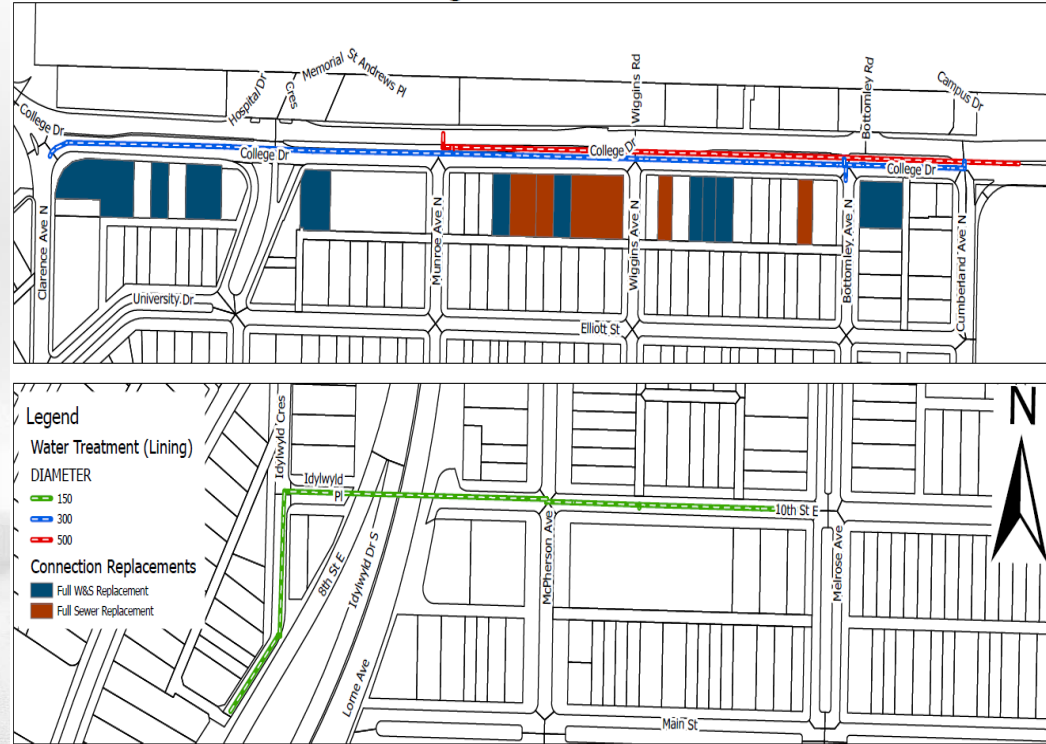 Memorial
St Andrews Pl
Hospital Dr
Cres
Wiggins Rd
Bottomley Rd
Campus Dr
College Dr
College Dr
College Dr
College Dr
Clarence Ave N
Munroe Ave N
Wiggins Ave N
Bottomley Ave N
Cumberland Ave N
University Dr
Elliott St
Legend
Water Treatment (Lining)
DIAMETER
150
300
500
Connection Replacements
Full W&S Replacement
Full Sewer Replacement
Idylwyld Cres
Idylwyld
Pl
10th St E
8th St E
Idylwyld Dr S
McPherson Ave
Melrose Ave
Lorne Ave
Main St
N